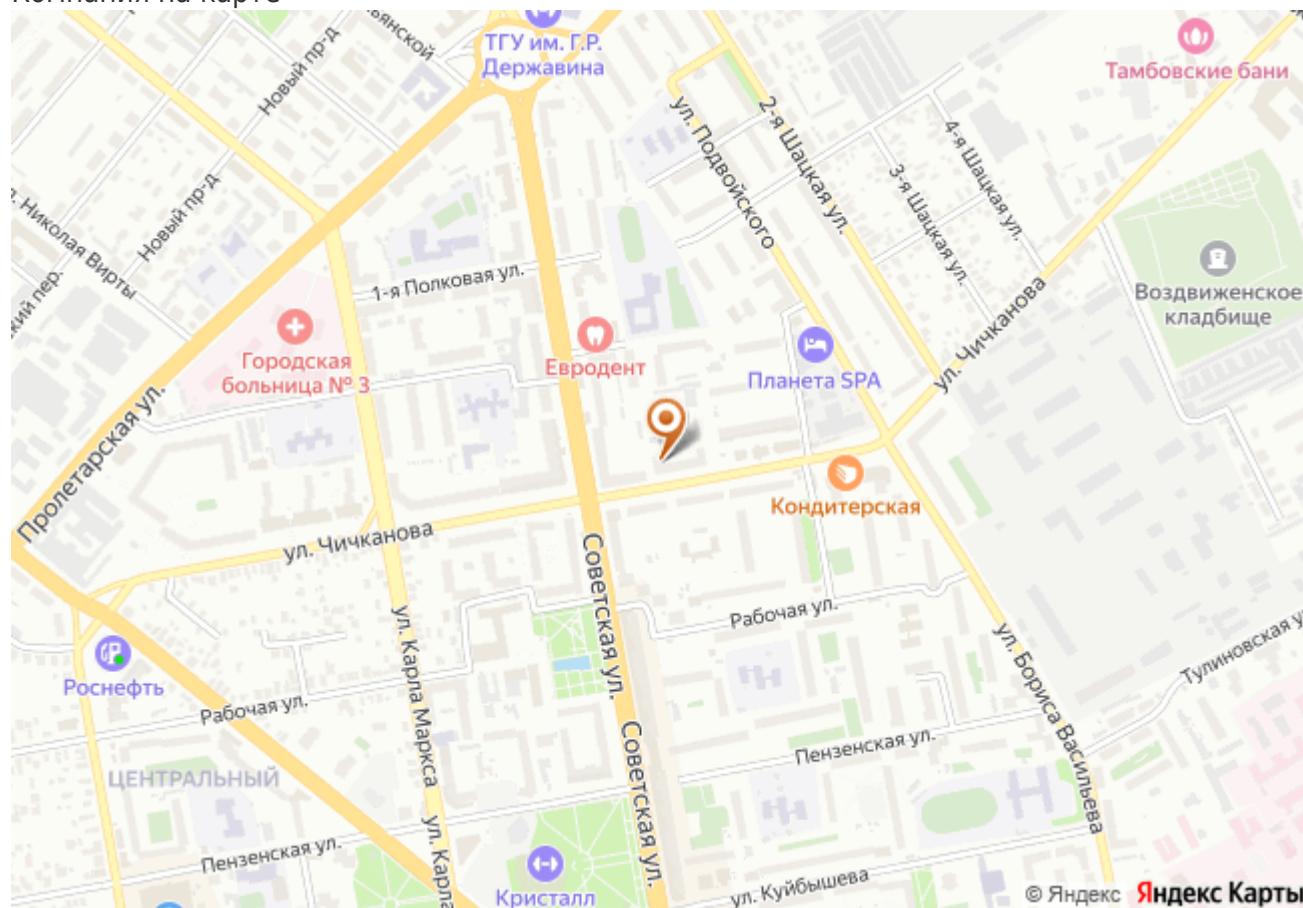 Компания на карте
ТГУ им. Г.Р.
Державина
Тамбовские бани
Новый пр-д
ул. Подвойского
2-я Шацкая ул.
4-я Шацкая ул.
3-я Шацкая ул.
Николая Вирты
Новый пр-д
1-я Полковая ул.
ул. Чичканова
Воздвиженское
кладбище
Городская
больница № 3
Евродент
Планета SPA
Пролетарская ул.
Кондитерская
ул. Чичканова
Советская ул.
Рабочая ул.
ул. Карла Маркса
ул. Бориса Васильева
Роснефть
Рабочая ул.
Советская ул.
Пензенская ул.
ЦЕНТРАЛЬНЫЙ
Пензенская ул.
Кристалл
ул. Куйбышева
© Яндекс Яндекс Карты